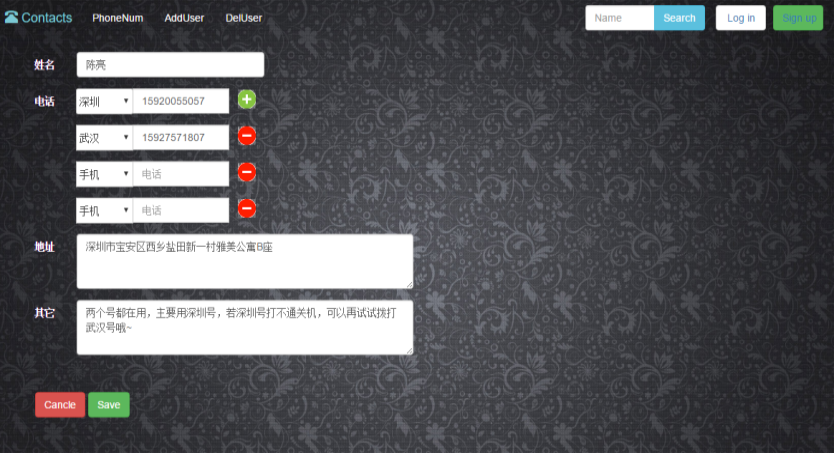 Contacts PhoneNum AddUser DelUser Name Search Log in Sign up
姓名 陈亮
电话 深圳 15920055057
武汉 15927571807
手机 电话
手机 电话
地址 深圳市宝安区西乡盐田新一村雅美公寓B座
其它 两个号都在用，主要用深圳号，若深圳号打不通关机，可以再试试拨打
武汉号哦~
Cancle Save